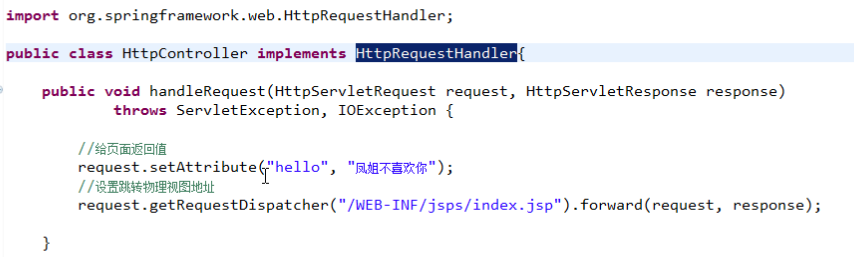 import org.springframework.web.HttpRequestHandler;
public class HttpController implements HttpRequestHandler{
public void handleRequest(HttpServletRequest request, HttpServletResponse response)
throws ServletException, IOException {
//给页面返回值
request.setAttribute("hello", "凤姐不喜欢你");
//设置跳转物理视图地址
request.getRequestDispatcher("/WEB-INF/jsps/index.jsp").forward(request, response);
}